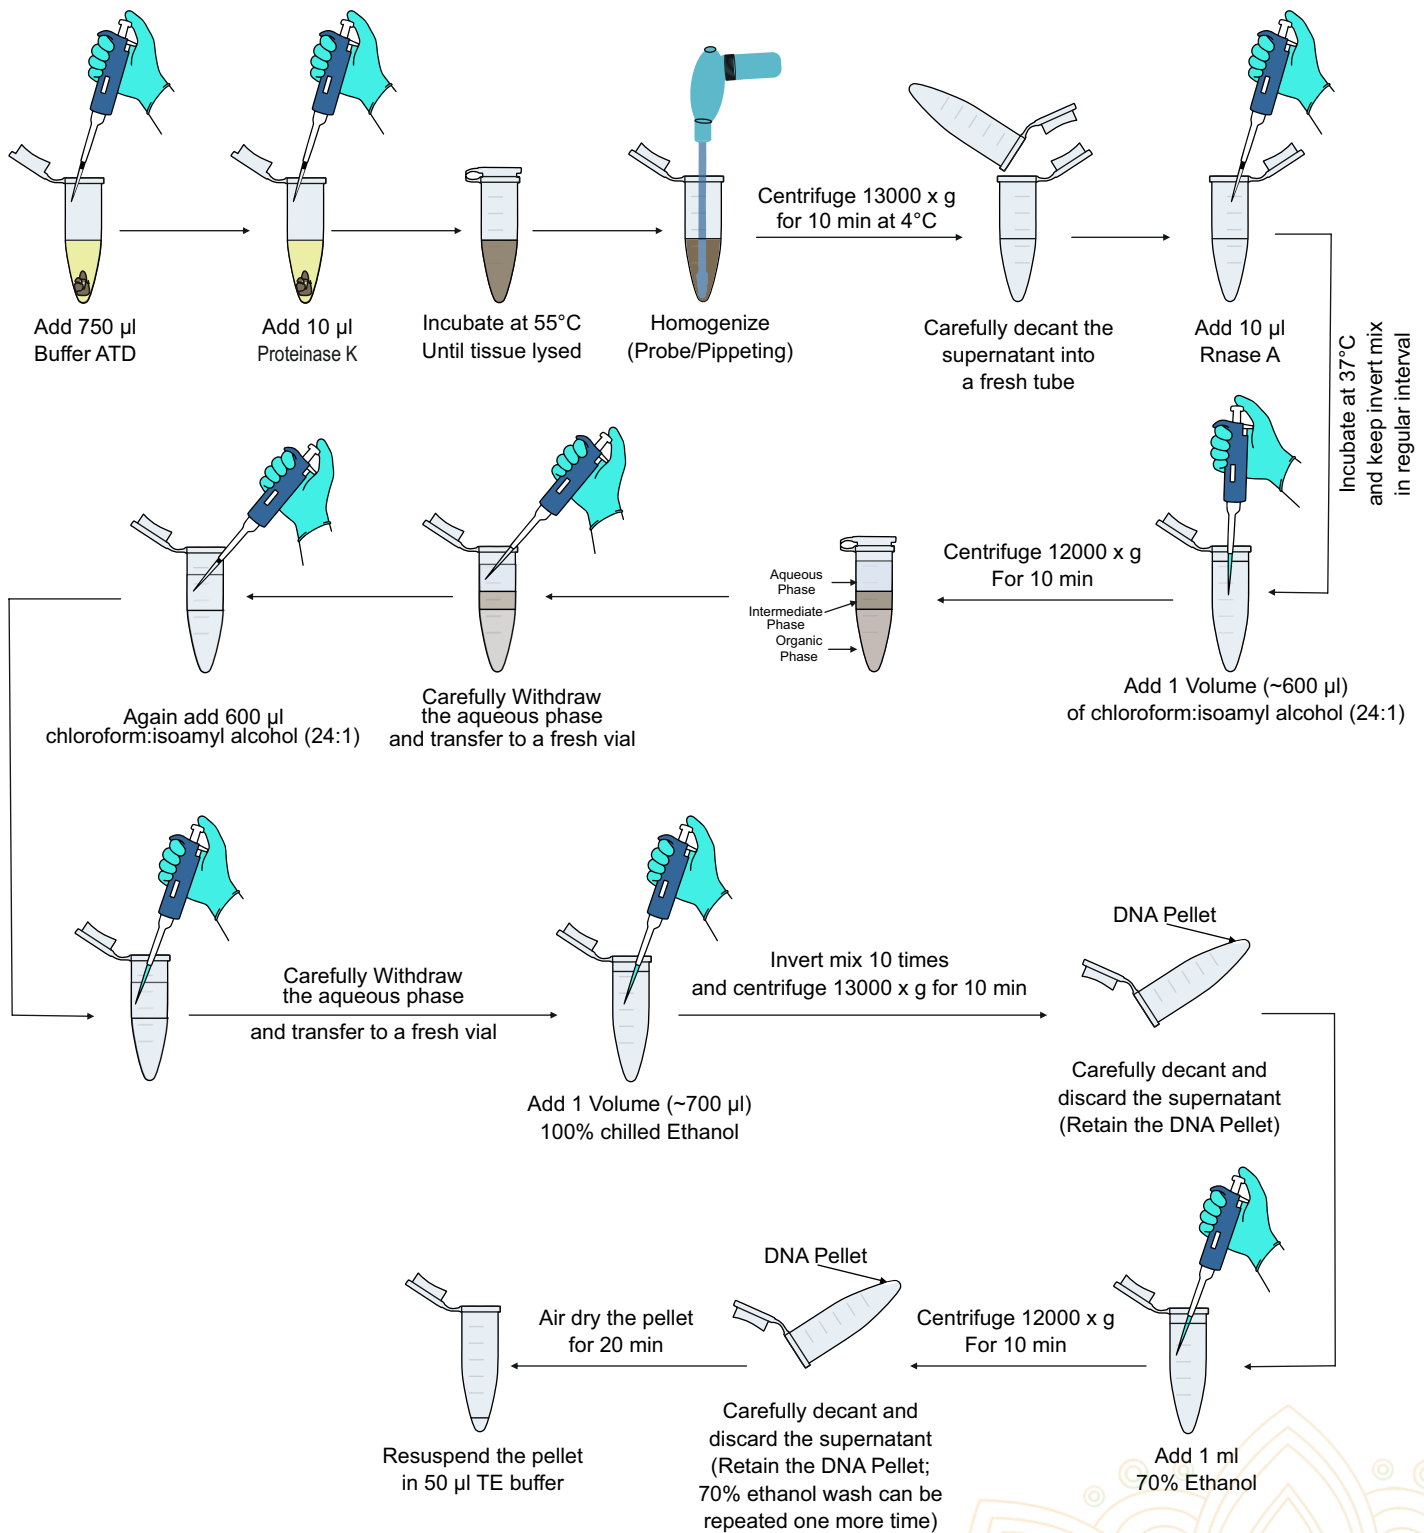 Add 750 µl
Buffer ATD
Add 10 µl
Proteinase K
Incubate at 55°C
Until tissue lysed
Homogenize
(Probe/Pippeting)
Centrifuge 13000 x g
for 10 min at 4°C
Carefully decant the
supernatant into
a fresh tube
Add 10 µl
Rnase A
Incubate at 37°C
and keep invert mix
in regular interval
Add 1 Volume (~600 µl)
of chloroform:isoamyl alcohol (24:1)
Centrifuge 12000 x g
For 10 min
Aqueous
Phase
Intermediate
Phase
Organic
Phase
Carefully Withdraw
the aqueous phase
and transfer to a fresh vial
Again add 600 µl
chloroform:isoamyl alcohol (24:1)
Carefully Withdraw
the aqueous phase
and transfer to a fresh vial
Add 1 Volume (~700 µl)
100% chilled Ethanol
Invert mix 10 times
and centrifuge 13000 x g for 10 min
DNA Pellet
Carefully decant and
discard the supernatant
(Retain the DNA Pellet)
Add 1 ml
70% Ethanol
Centrifuge 12000 x g
For 10 min
DNA Pellet
Carefully decant and
discard the supernatant
(Retain the DNA Pellet;
70% ethanol wash can be
repeated one more time)
Air dry the pellet
for 20 min
Resuspend the pellet
in 50 µl TE buffer